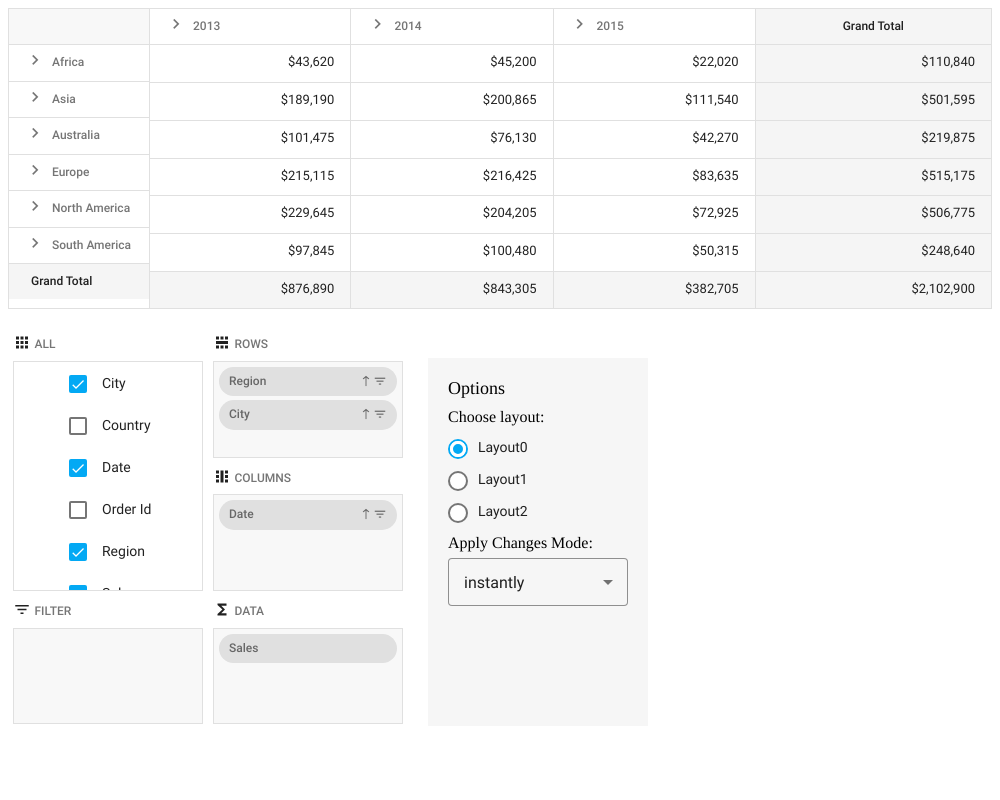 2013 2014 2015 Grand Total
Africa $43,620 $45,200 $22,020 $110,840
Asia $189,190 $200,865 $111,540 $501,595
Australia $101,475 $76,130 $42,270 $219,875
Europe $215,115 $216,425 $83,635 $515,175
North America $229,645 $204,205 $72,925 $506,775
South America $97,845 $100,480 $50,315 $248,640
Grand Total $876,890 $843,305 $382,705 $2,102,900
ALL
City
Country
Date
Order Id
Region
ROWS
Region
City
COLUMNS
Date
FILTER
DATA
Sales
Options
Choose layout:
Layout0
Layout1
Layout2
Apply Changes Mode:
instantly